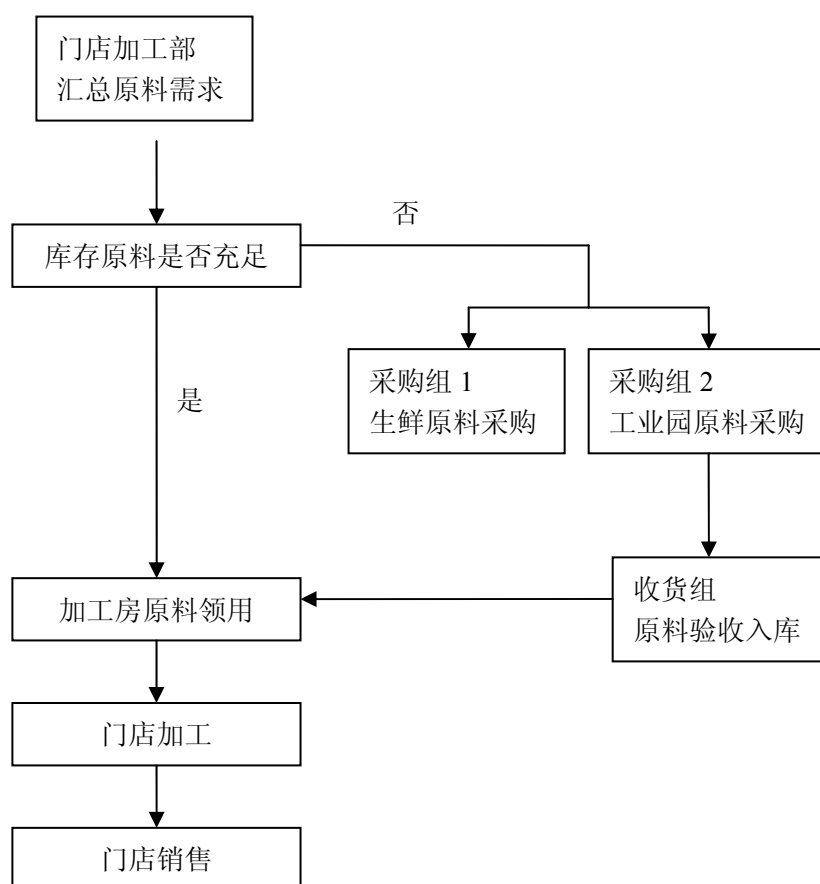 门店加工部
汇总原料需求
否
库存原料是否充足
采购组 1
生鲜原料采购
采购组 2
工业园原料采购
是
加工房原料领用
收货组
原料验收入库
门店加工
门店销售